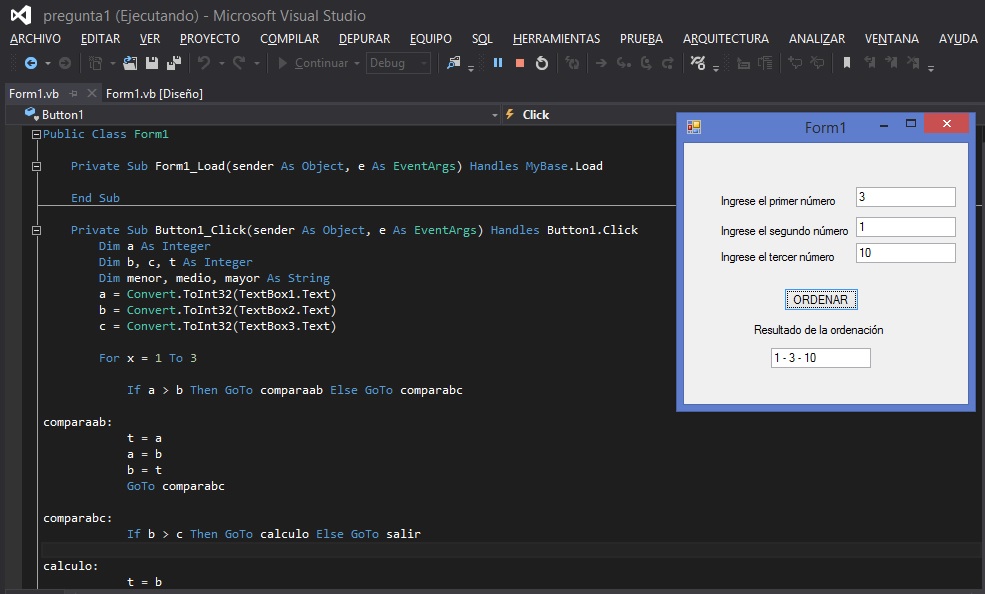 pregunta1 (Ejecutando) - Microsoft Visual Studio
ARCHIVO EDITAR VER PROYECTO COMPILAR DEPURAR EQUIPO SQL HERRAMIENTAS PRUEBA ARQUITECTURA ANALIZAR VENTANA AYUDA
Continuar Debug
Form1.vb Form1.vb [Diseño]
Button1 Click
Public Class Form1
Private Sub Form1_Load(sender As Object, e As EventArgs) Handles MyBase.Load
End Sub
Private Sub Button1_Click(sender As Object, e As EventArgs) Handles Button1.Click
Dim a As Integer
Dim b, c, t As Integer
Dim menor, medio, mayor As String
a = Convert.ToInt32(TextBox1.Text)
b = Convert.ToInt32(TextBox2.Text)
c = Convert.ToInt32(TextBox3.Text)
For x = 1 To 3
If a > b Then GoTo comparaab Else GoTo comparabc
comparaab:
t = a
a = b
b = t
GoTo comparabc
comparabc:
If b > c Then GoTo calculo Else GoTo salir
calculo:
t = b
Form1
Ingrese el primer número 3
Ingrese el segundo número 1
Ingrese el tercer número 10
ORDENAR
Resultado de la ordenación
1 - 3 - 10